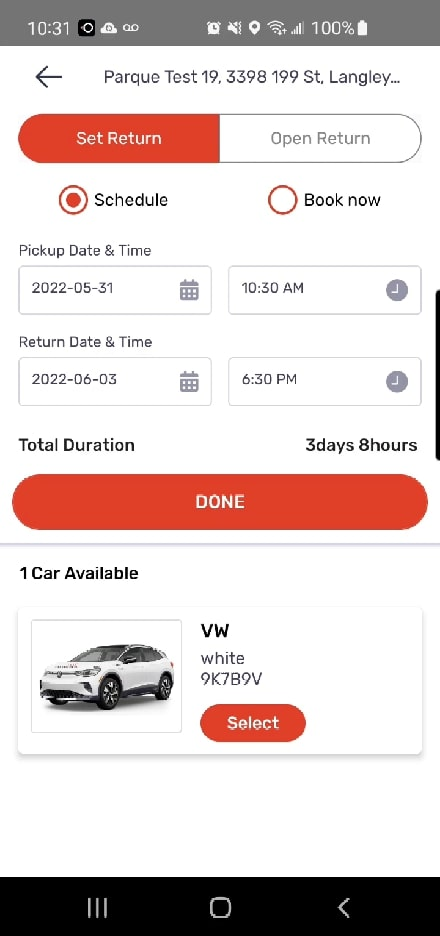 10:31 100%
Parque Test 19, 3398 199 St, Langley...
Set Return Open Return
Schedule Book now
Pickup Date & Time
2022-05-31 10:30 AM
Return Date & Time
2022-06-03 6:30 PM
Total Duration 3days 8hours
DONE
1 Car Available
VW
white
9K7B9V
Select